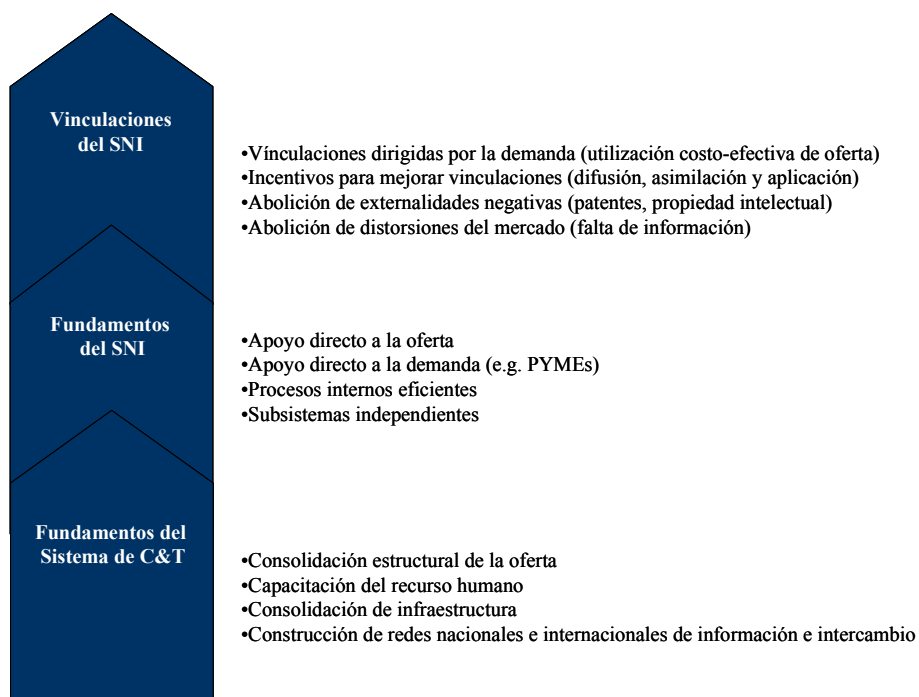 Vinculaciones
del SNI
•Vínculaciones dirigidas por la demanda (utilización costo-efectiva de oferta)
•Incentivos para mejorar vinculaciones (difusión, asimilación y aplicación)
•Abolición de externalidades negativas (patentes, propiedad intelectual)
•Abolición de distorsiones del mercado (falta de información)
Fundamentos
del SNI
•Apoyo directo a la oferta
•Apoyo directo a la demanda (e.g. PYMEs)
•Procesos internos eficientes
•Subsistemas independientes
Fundamentos del
Sistema de C&T
•Consolidación estructural de la oferta
•Capacitación del recurso humano
•Consolidación de infraestructura
•Construcción de redes nacionales e internacionales de información e intercambio